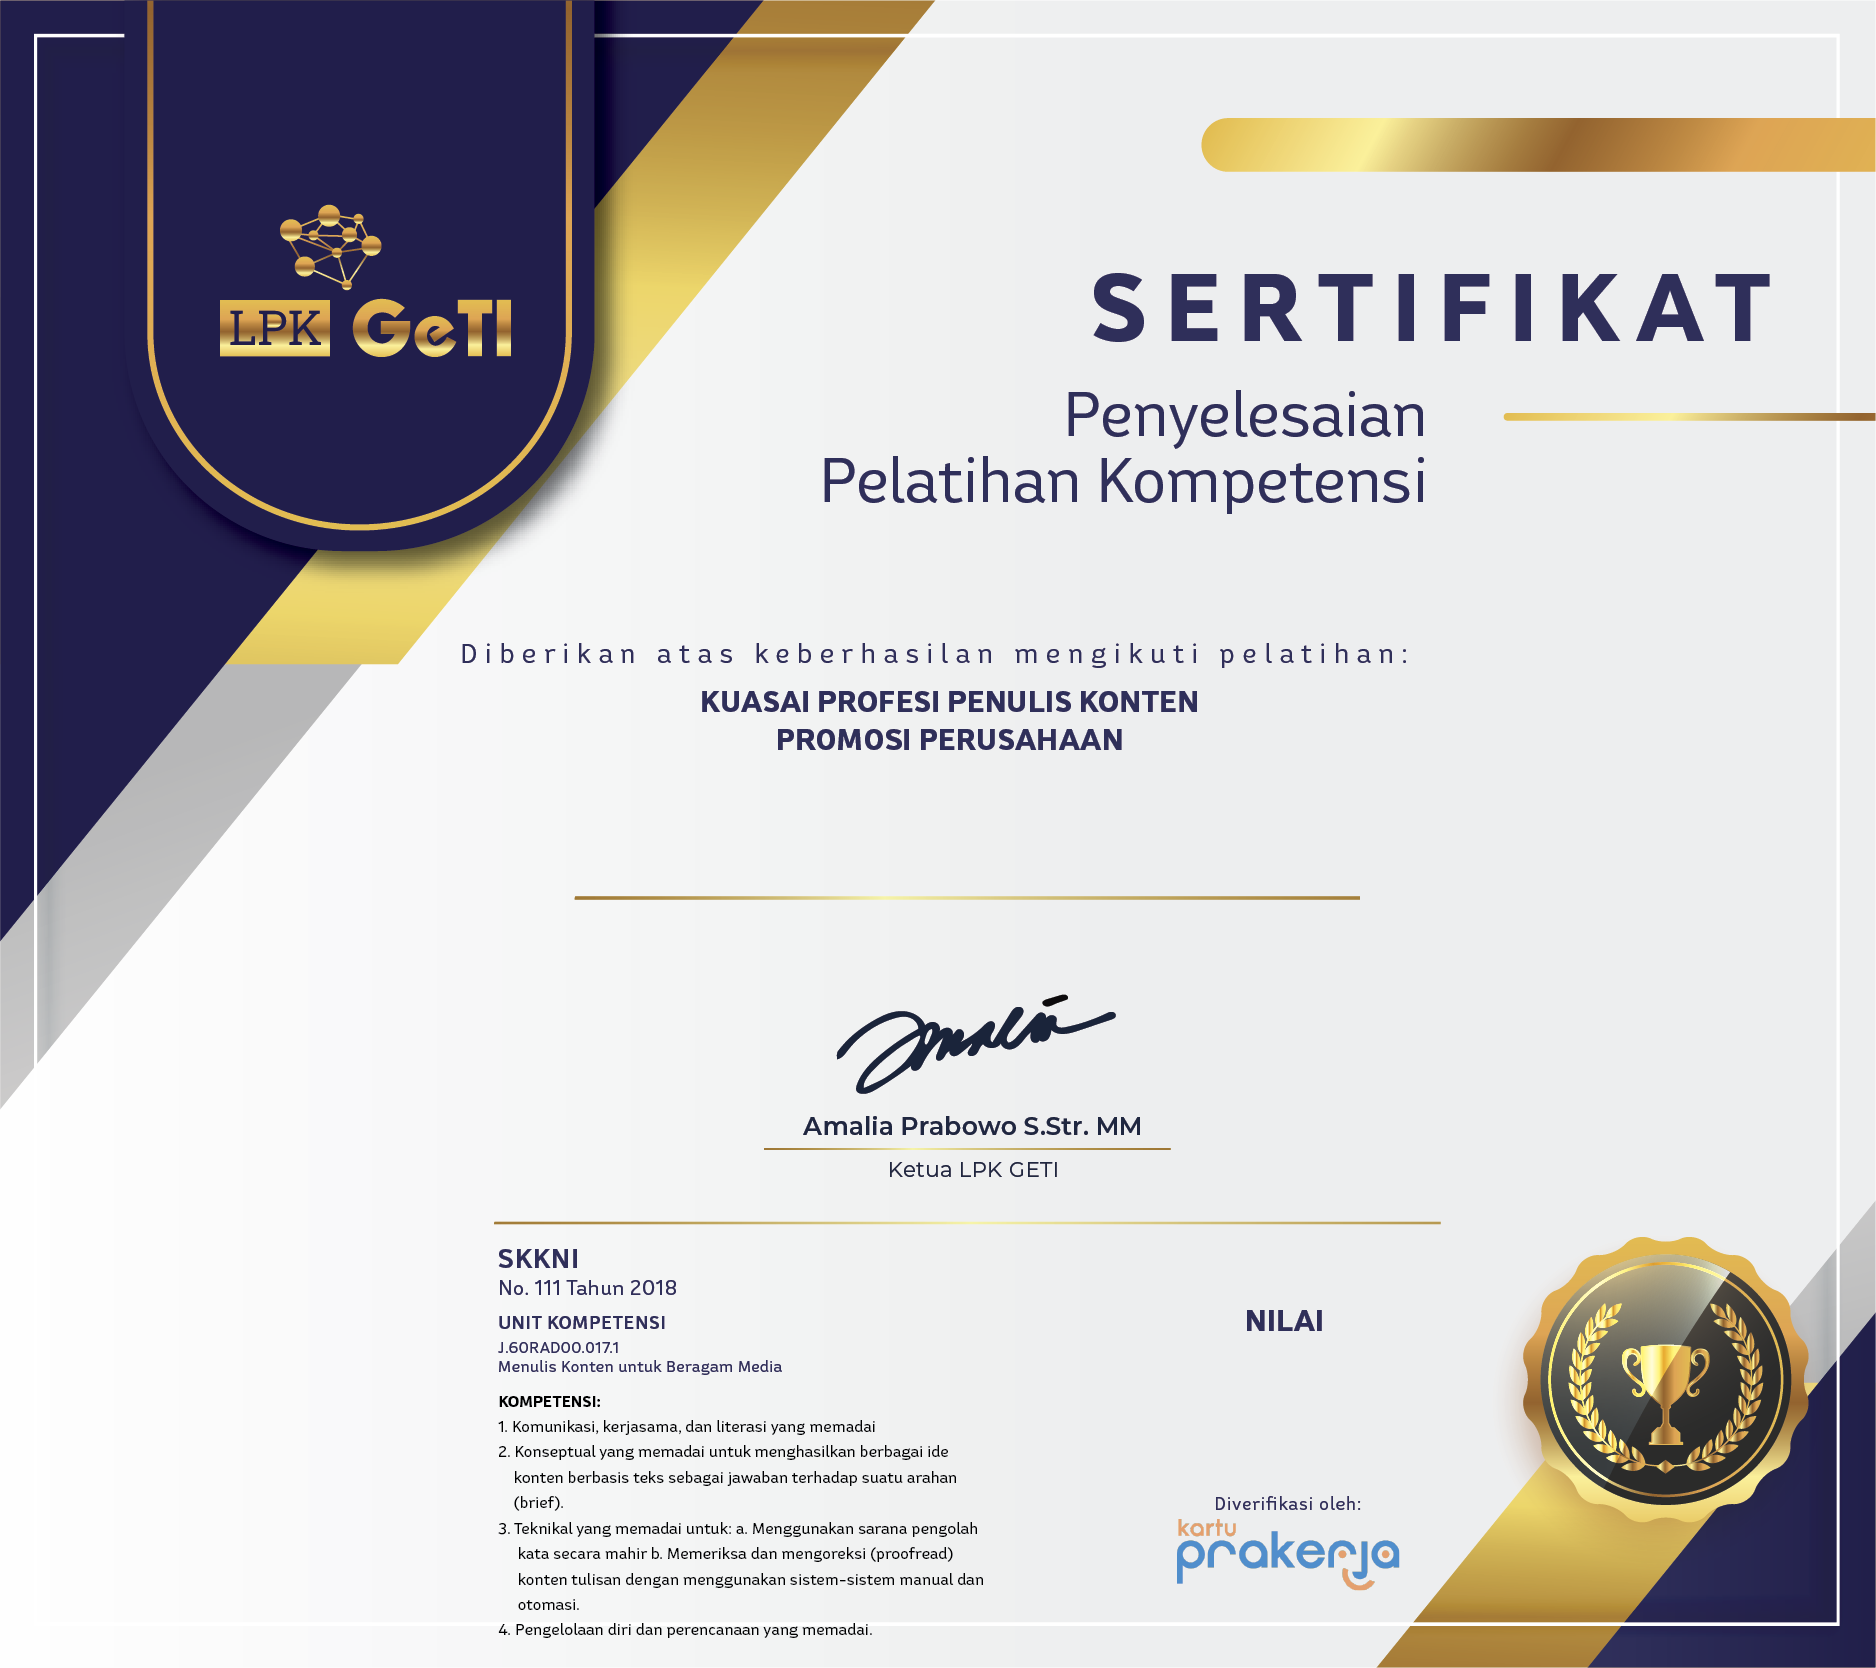 LPK GeTI
SERTIFIKAT
Penyelesaian
Pelatihan Kompetensi
Diberikan atas keberhasilan mengikuti pelatihan:
KUASAI PROFESI PENULIS KONTEN
PROMOSI PERUSAHAAN
Amalia
Amalia Prabowo S.Str. MM
Ketua LPK GETI
SKKNI
No. 111 Tahun 2018
UNIT KOMPETENSI
J.60RAD00.017.1
Menulis Konten untuk Beragam Media
KOMPETENSI:
1. Komunikasi, kerjasama, dan literasi yang memadai
2. Konseptual yang memadai untuk menghasilkan berbagai ide
konten berbasis teks sebagai jawaban terhadap suatu arahan
(brief).
3. Teknikal yang memadai untuk: a. Menggunakan sarana pengolah
kata secara mahir b. Memeriksa dan mengoreksi (proofread)
konten tulisan dengan menggunakan sistem-sistem manual dan
otomasi.
4. Pengelolaan diri dan perencanaan yang memadai.
NILAI
Diverifikasi oleh:
kartu
prakerja